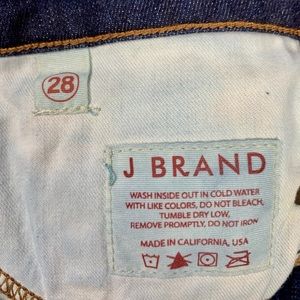 28
J BRAND
WASH INSIDE OUT IN COLD WATER
WITH LIKE COLORS, DO NOT BLEACH,
TUMBLE DRY LOW,
REMOVE PROMPTLY, DO NOT IRON
MADE IN CALIFORNIA, USA